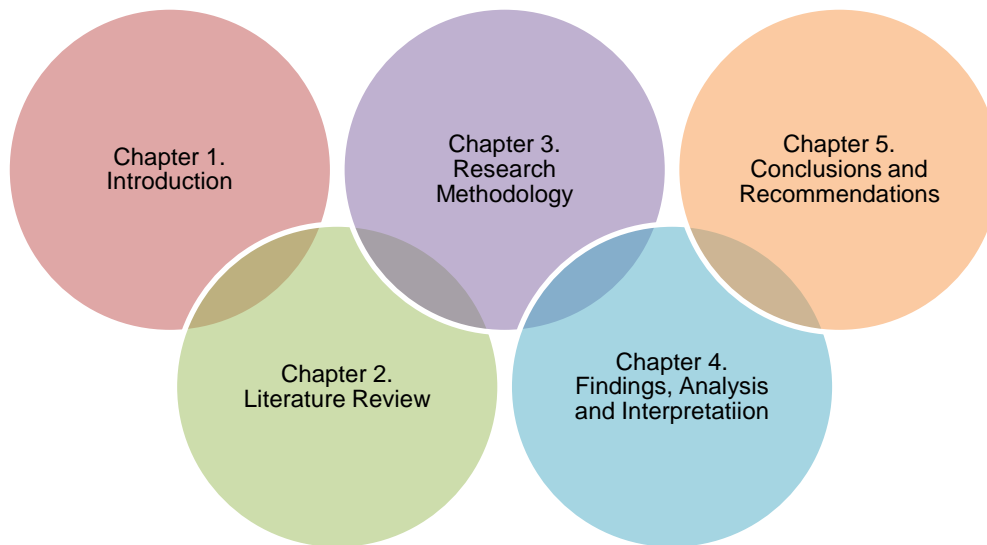 Chapter 1.
Introduction
Chapter 2.
Literature Review
Chapter 3.
Research
Methodology
Chapter 4.
Findings, Analysis
and Interpretatiion
Chapter 5.
Conclusions and
Recommendations